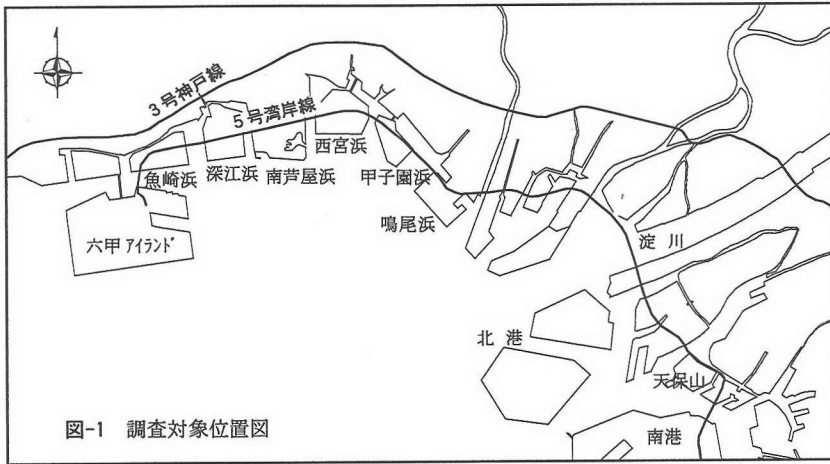 3号神戸線
5号湾岸線
西宮浜
魚崎浜
深江浜
南芦屋浜
甲子園浜
鳴尾浜
六甲アイランド
淀川
北港
天保山
南港
図-1 調査対象位置図